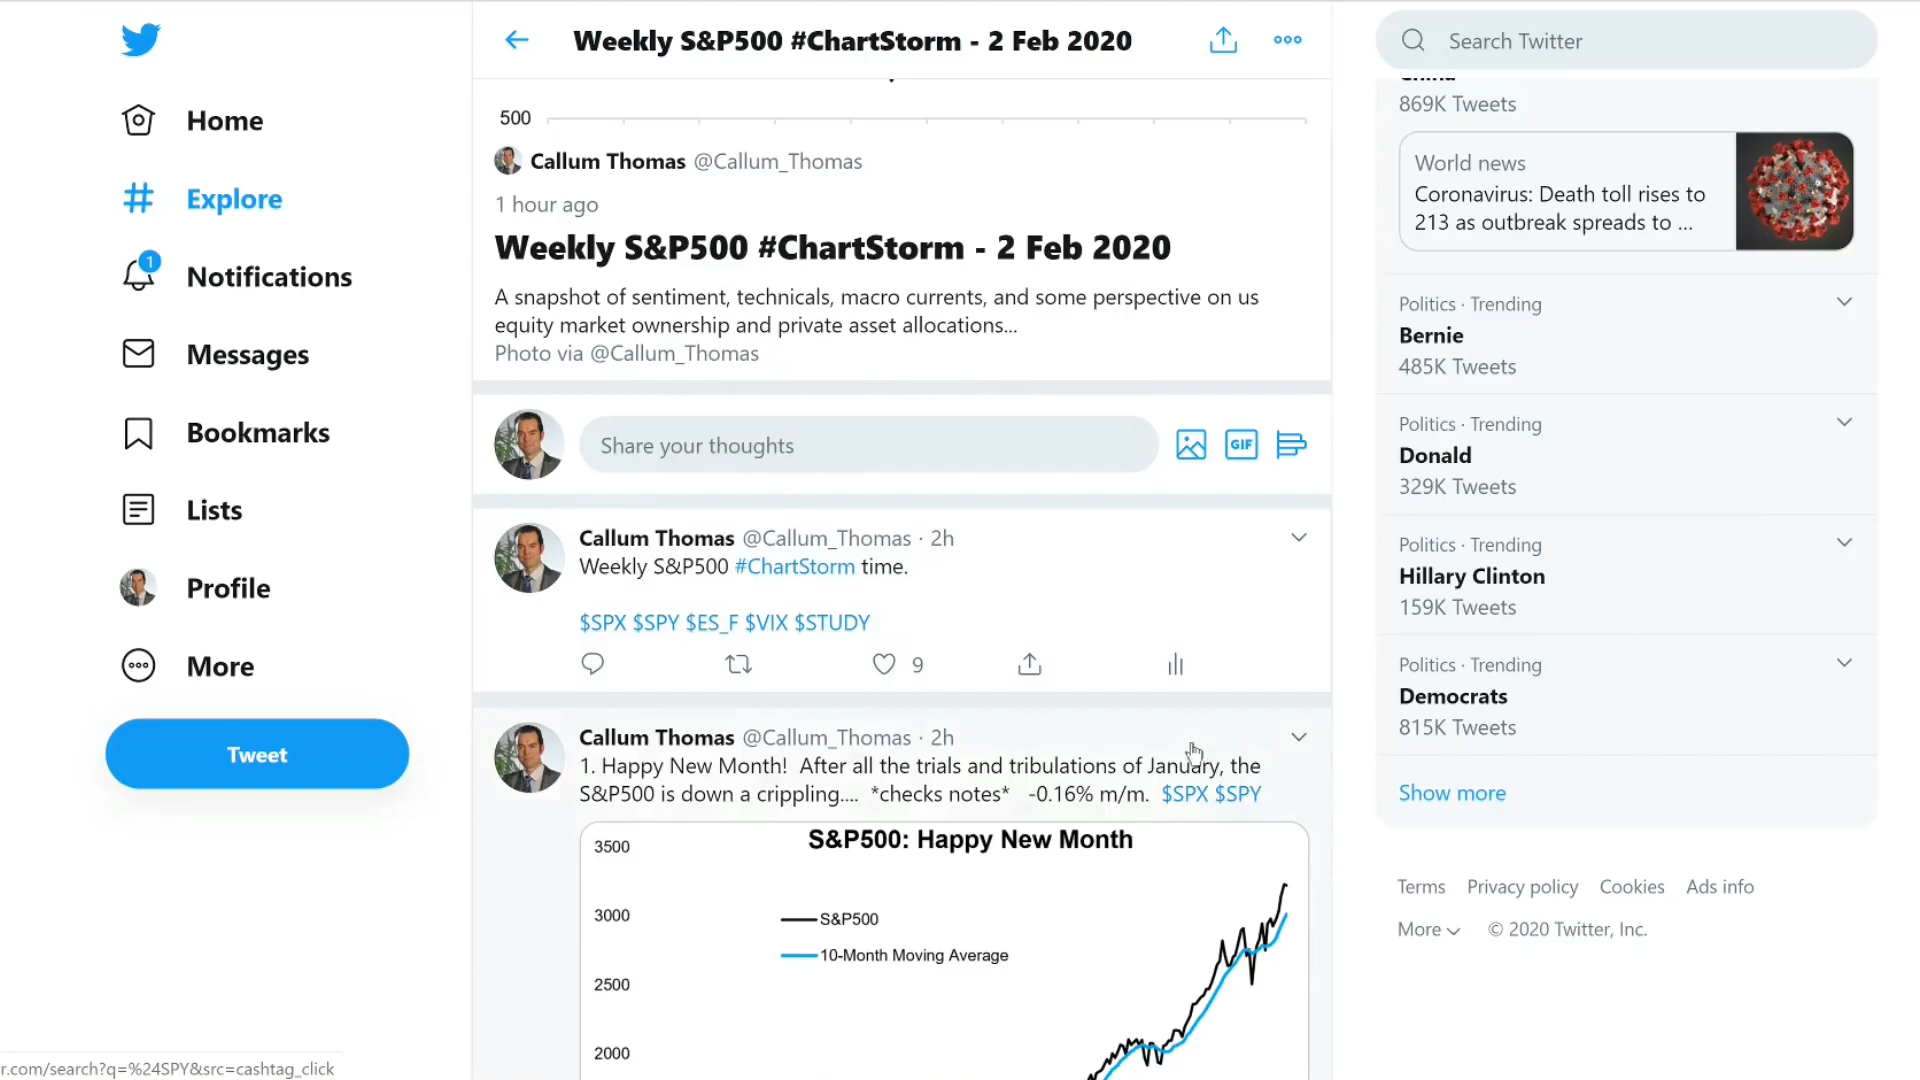 Home
Explore
1
Notifications
Messages
Bookmarks
Lists
Profile
More
Tweet
r.com/search?q=%24SPY&src=cashtag_click
Weekly S&P500 #ChartStorm - 2 Feb 2020
500
Callum Thomas @Callum_Thomas
1 hour ago
Weekly S&P500 #ChartStorm - 2 Feb 2020
A snapshot of sentiment, technicals, macro currents, and some perspective on us
equity market ownership and private asset allocations...
Photo via @Callum_Thomas
Share your thoughts
GIF
Callum Thomas @Callum_Thomas · 2h
Weekly S&P500 #ChartStorm time.
$SPX $SPY $ES_F $VIX $STUDY
9
Callum Thomas @Callum_Thomas · 2h
1. Happy New Month! After all the trials and tribulations of January, the
S&P500 is down a crippling.... *checks notes* -0.16% m/m. $SPX $SPY
S&P500: Happy New Month
3500
3000
2500
2000
S&P500
10-Month Moving Average
Search Twitter
China
869K Tweets
World news
Coronavirus: Death toll rises to
213 as outbreak spreads to ...
Politics · Trending
Bernie
485K Tweets
Politics · Trending
Donald
329K Tweets
Politics · Trending
Hillary Clinton
159K Tweets
Politics · Trending
Democrats
815K Tweets
Show more
Terms Privacy policy Cookies Ads info
More © 2020 Twitter, Inc.